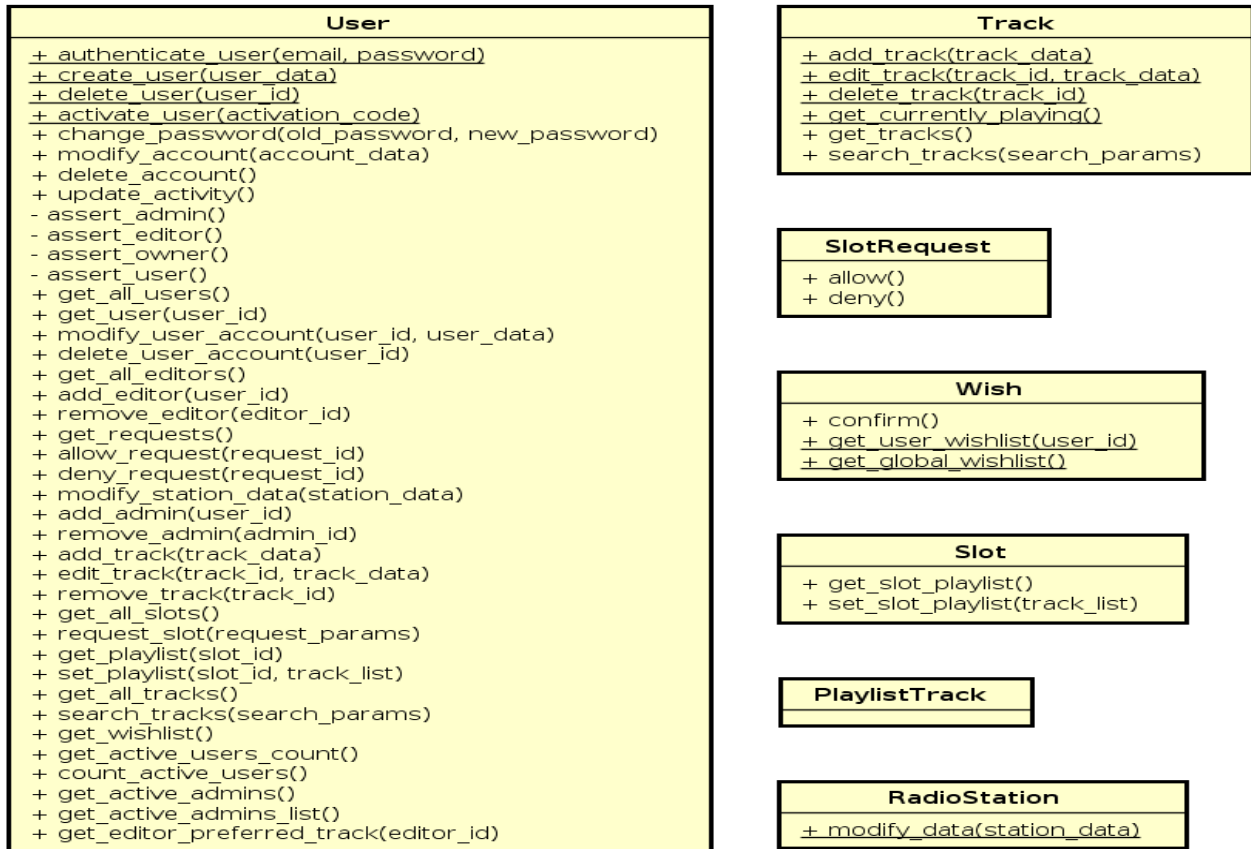 User
+ authenticate_user(email, password)
+ create_user(user_data)
+ delete_user(user_id)
+ activate_user(activation_code)
+ change_password(old_password, new_password)
+ modify_account(account_data)
+ delete_account()
+ update_activity()
- assert_admin()
- assert_editor()
- assert_owner()
- assert_user()
+ get_all_users()
+ get_user(user_id)
+ modify_user_account(user_id, user_data)
+ delete_user_account(user_id)
+ get_all_editors()
+ add_editor(user_id)
+ remove_editor(editor_id)
+ get_requests()
+ allow_request(request_id)
+ deny_request(request_id)
+ modify_station_data(station_data)
+ add_admin(user_id)
+ remove_admin(admin_id)
+ add_track(track_data)
+ edit_track(track_id, track_data)
+ remove_track(track_id)
+ get_all_slots()
+ request_slot(request_params)
+ get_playlist(slot_id)
+ set_playlist(slot_id, track_list)
+ get_all_tracks()
+ search_tracks(search_params)
+ get_wishlist()
+ get_active_users_count()
+ count_active_users()
+ get_active_admins()
+ get_active_admins_list()
+ get_editor_preferred_track(editor_id)
Track
+ add_track(track_data)
+ edit_track(track_id, track_data)
+ delete_track(track_id)
+ get_currently_playing()
+ get_tracks()
+ search_tracks(search_params)
SlotRequest
+ allow()
+ deny()
Wish
+ confirm()
+ get_user_wishlist(user_id)
+ get_global_wishlist()
Slot
+ get_slot_playlist()
+ set_slot_playlist(track_list)
PlaylistTrack
RadioStation
+ modify_data(station_data)